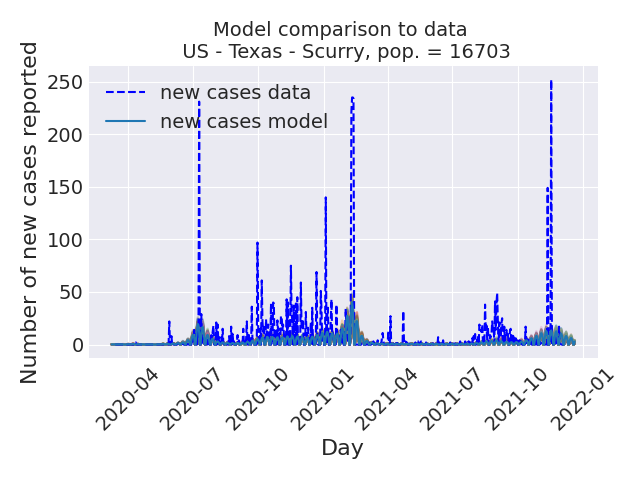 Model comparison to data
US - Texas - Scurry, pop. = 16703
Number of new cases reported
250
200
150
100
50
0
new cases data
new cases model
2020-04
2020-07
2020-10
2021-01
2021-04
2021-07
2021-10
2022-01
Day